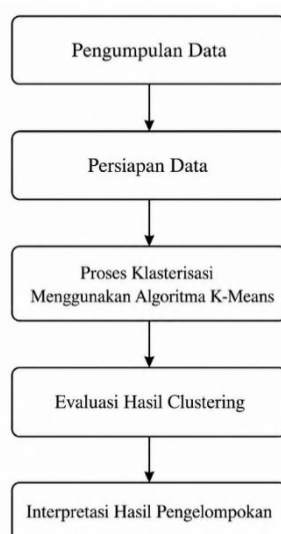 Pengumpulan Data
Persiapan Data
Proses Klasterisasi
Menggunakan Algoritma K-Means
Evaluasi Hasil Clustering
Interpretasi Hasil Pengelompokan